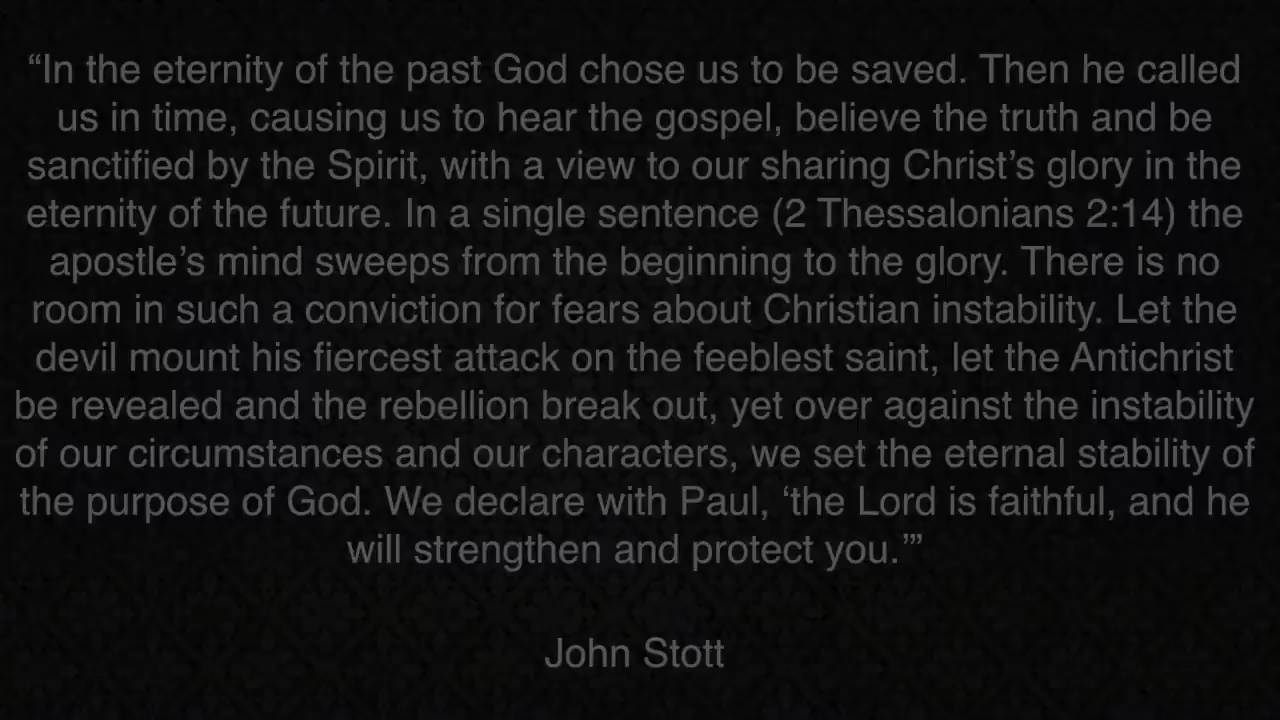 “In the eternity of the past God chose us to be saved. Then he called
us in time, causing us to hear the gospel, believe the truth and be
sanctified by the Spirit, with a view to our sharing Christ’s glory in the
eternity of the future. In a single sentence (2 Thessalonians 2:14) the
apostle’s mind sweeps from the beginning to the glory. There is no
room in such a conviction for fears about Christian instability. Let the
devil mount his fiercest attack on the feeblest saint, let the Antichrist
be revealed and the rebellion break out, yet over against the instability
of our circumstances and our characters, we set the eternal stability of
the purpose of God. We declare with Paul, ‘the Lord is faithful, and he
will strengthen and protect you.’”
John Stott